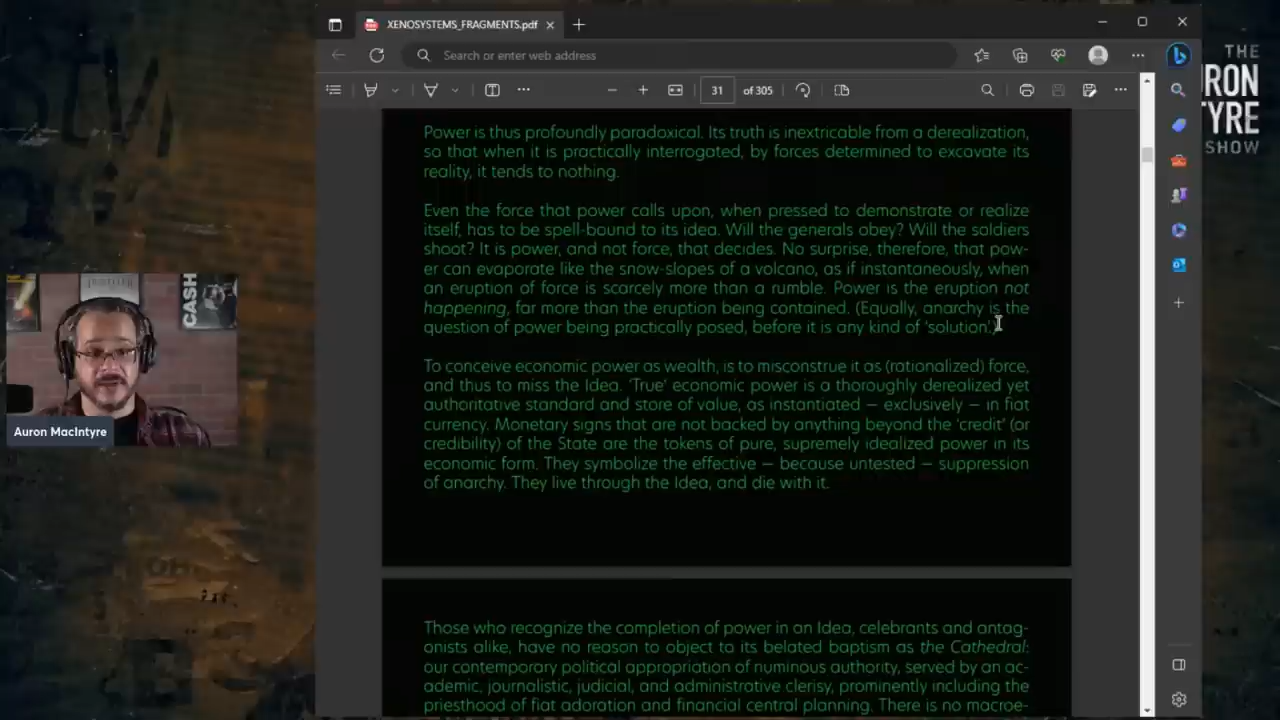 XENOSYSTEMS_FRAGMENTS.pdf
Search or enter web address
31 of 305
THE
RON
TYRE
SHOW
Power is thus profoundly paradoxical. Its truth is inextricable from a derealization,
so that when it is practically interrogated, by forces determined to excavate its
reality, it tends to nothing.
Even the force that power calls upon, when pressed to demonstrate or realize
itself, has to be spell-bound to its idea. Will the generals obey? Will the soldiers
shoot? It is power, and not force, that decides. No surprise, therefore, that pow-
er can evaporate like the snow-slopes of a volcano, as if instantaneously, when
an eruption of force is scarcely more than a rumble. Power is the eruption not
happening, far more than the eruption being contained. (Equally, anarchy is the
question of power being practically posed, before it is any kind of ‘solution’.)
To conceive economic power as wealth, is to misconstrue it as (rationalized) force,
and thus to miss the Idea. ‘True’ economic power is a thoroughly derealized yet
authoritative standard and store of value, as instantiated — exclusively — in fiat
currency. Monetary signs that are not backed by anything beyond the ‘credit’ (or
credibility) of the State are the tokens of pure, supremely idealized power in its
economic form. They symbolize the effective — because untested — suppression
of anarchy. They live through the Idea, and die with it.
Those who recognize the completion of power in an Idea, celebrants and antag-
onists alike, have no reason to object to its belated baptism as the Cathedral:
our contemporary political appropriation of numinous authority, served by an ac-
ademic, journalistic, judicial, and administrative clerisy, prominently including the
priesthood of fiat adoration and financial central planning. There is no macroe-
CASH
Auron MacIntyre